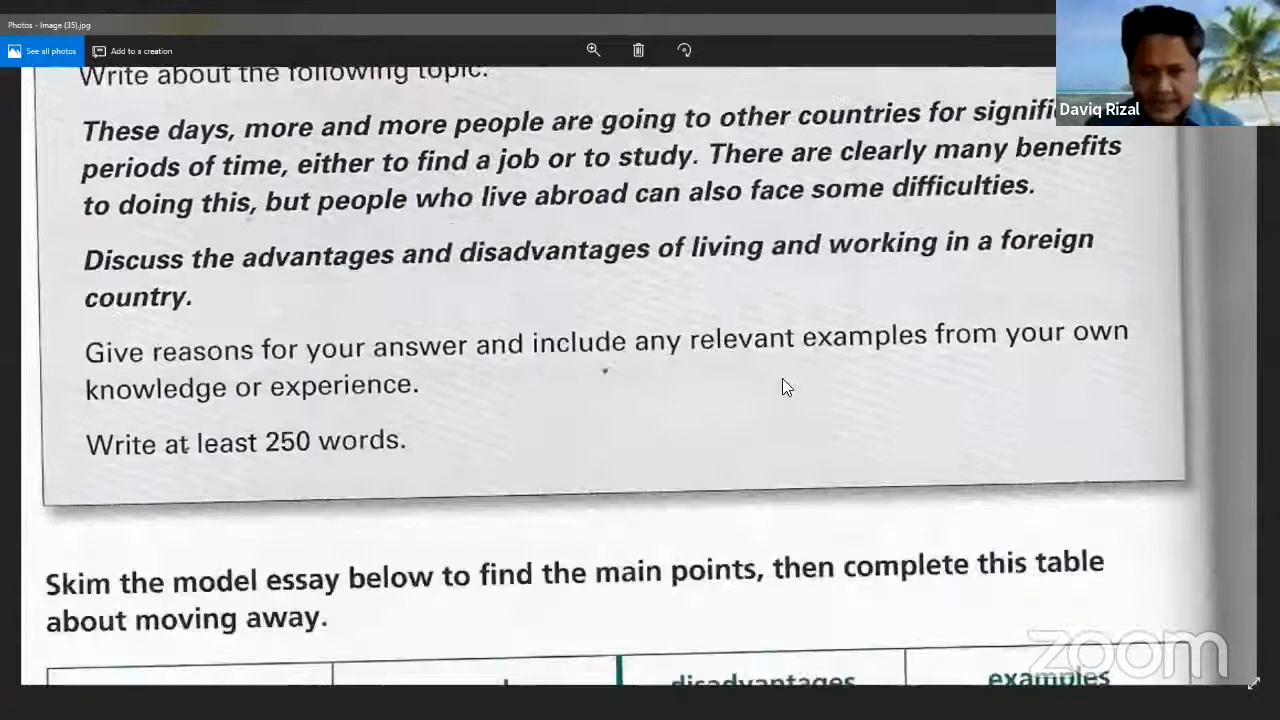 Photos - Image (35).jpg
See all photos
Add to a creation
Daviq Rizal
Write about the following topic:
These days, more and more people are going to other countries for
periods of time, either to find a job or to study. There are clearly many benefits
to doing this, but people who live abroad can also face some difficulties.
Discuss the advantages and disadvantages of living and working in a foreign
country.
Give reasons for your answer and include any relevant examples from your own
knowledge or experience.
Write at least 250 words.
Skim the model essay below to find the main points, then complete this table
about moving away.
disadvantages
examples
zoom